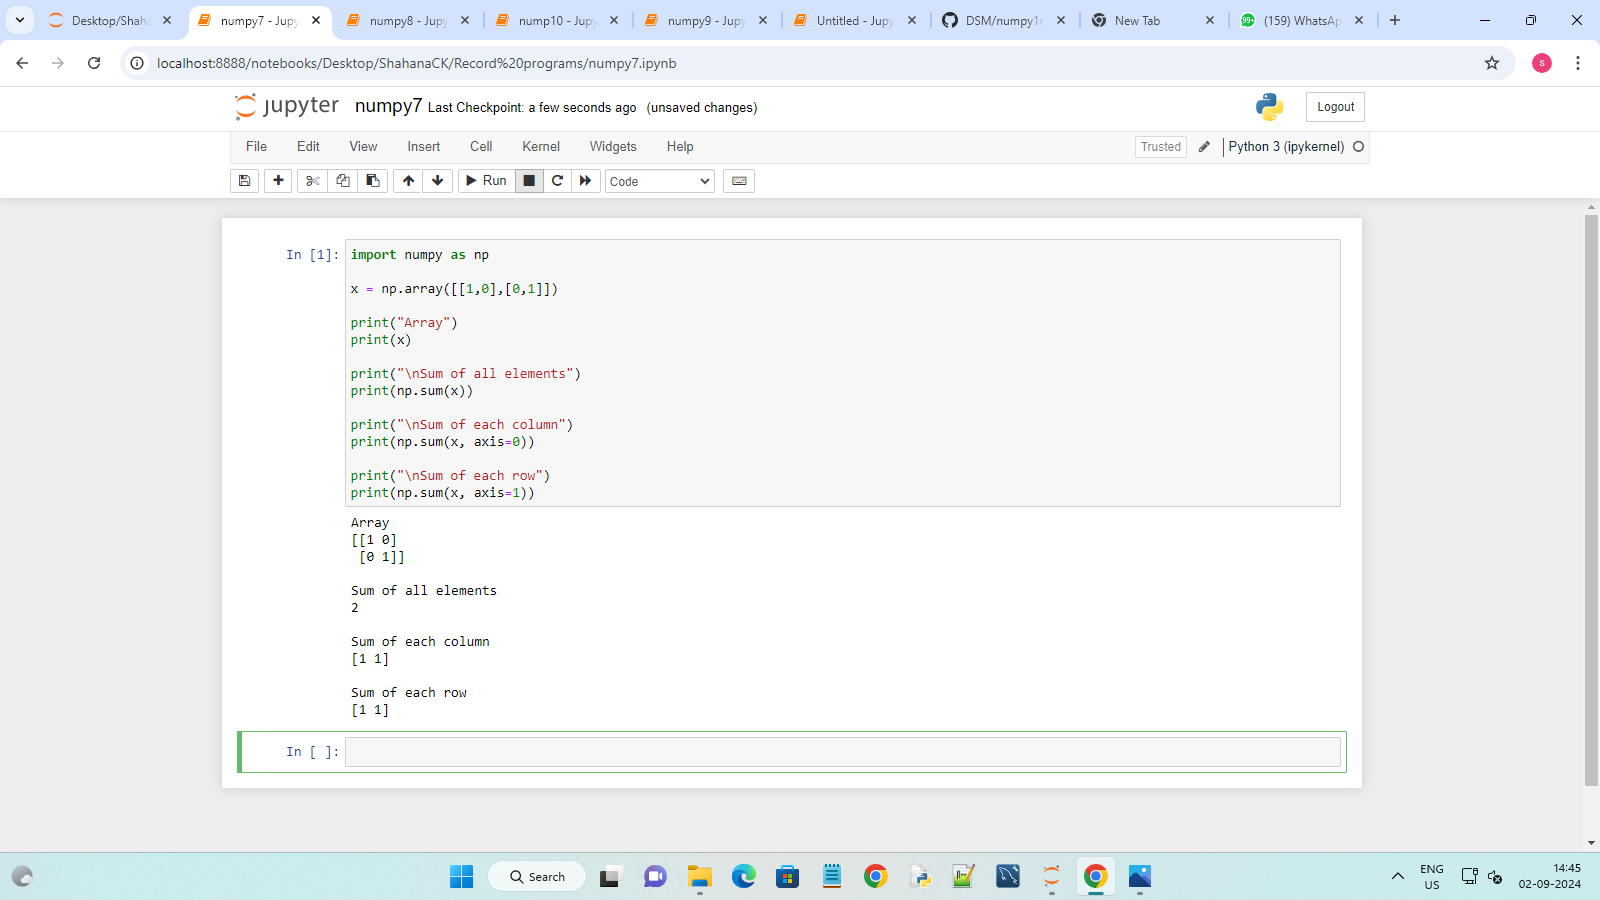 Desktop/Shaha
numpy7 - Jupy
numpy8 - Jupy
nump10 - Jupy
numpy9 - Jupy
Untitled - Jupy
DSM/numpy1
New Tab
99+ (159) WhatsAp
localhost:8888/notebooks/Desktop/ShahanaCK/Record%20programs/numpy7.ipynb
s
jupyter numpy7 Last Checkpoint: a few seconds ago (unsaved changes)
Logout
File Edit View Insert Cell Kernel Widgets Help
Trusted
Python 3 (ipykernel)
Run
Code
In [1]:
import numpy as np
x = np.array([[1,0],[0,1]])
print("Array")
print(x)
print("\nSum of all elements")
print(np.sum(x))
print("\nSum of each column")
print(np.sum(x, axis=0))
print("\nSum of each row")
print(np.sum(x, axis=1))
Array
[[1 0]
 [0 1]]
Sum of all elements
2
Sum of each column
[1 1]
Sum of each row
[1 1]
In [ ]:
Search
ENG
US
14:45
02-09-2024